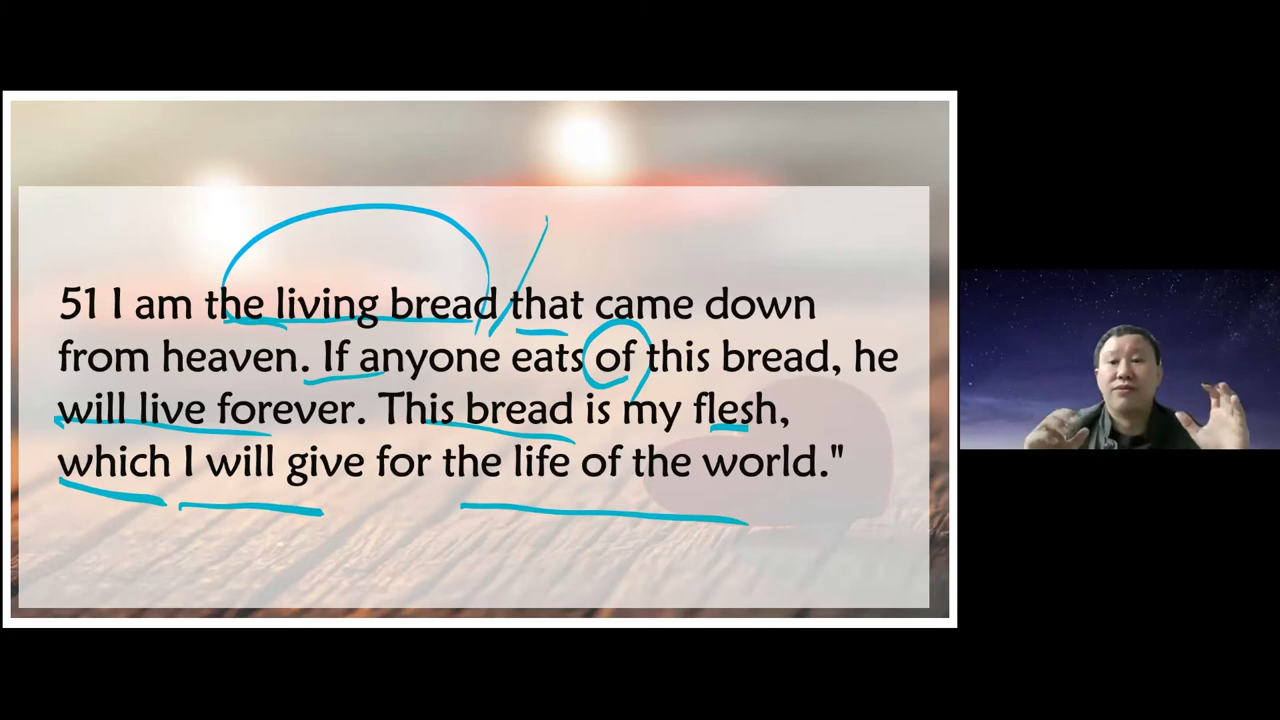 51 I am the living bread that came down
from heaven. If anyone eats of this bread, he
will live forever. This bread is my flesh,
which I will give for the life of the world."